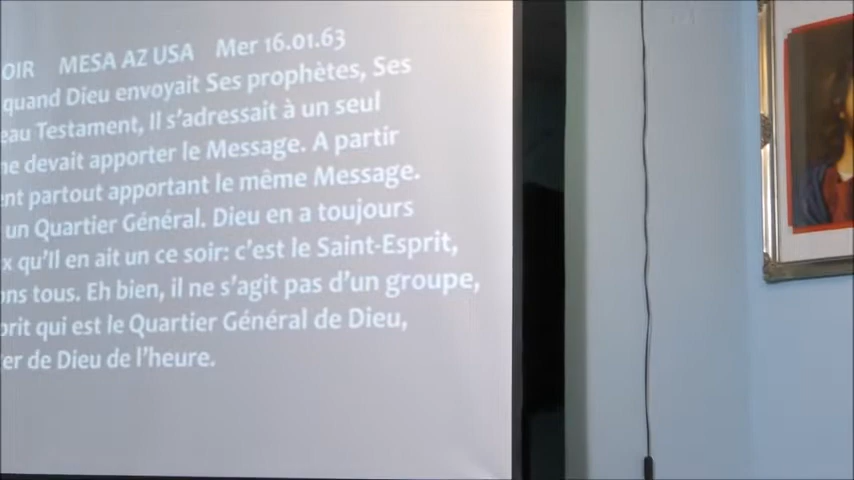 OIR MESA AZ USA Mer 16.01.63
quand Dieu envoyait Ses prophètes, Ses
eau Testament, Il s'adressait à un seul
ne devait apporter le Message. A partir
ent partout apportant le même Message.
un Quartier Général. Dieu en a toujours
x qu'Il en ait un ce soir: c'est le Saint-Esprit,
ons tous. Eh bien, il ne s'agit pas d'un groupe,
prit qui est le Quartier Général de Dieu,
er de Dieu de l'heure.